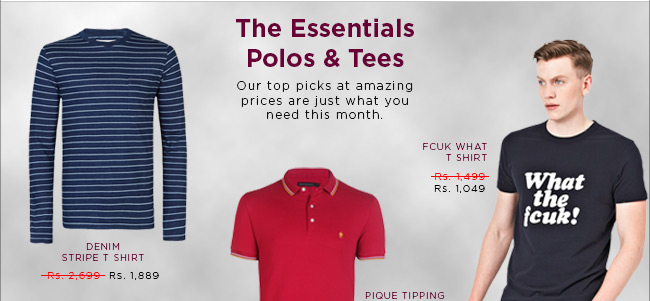 The Essentials
Polos & Tees
Our top picks at amazing
prices are just what you
need this month.
FCUK WHAT
T SHIRT
Rs. 1,499
Rs. 1,049
What
the
fcuk!
DENIM
STRIPE T SHIRT
Rs. 2,699 Rs. 1,889
PIQUE TIPPING